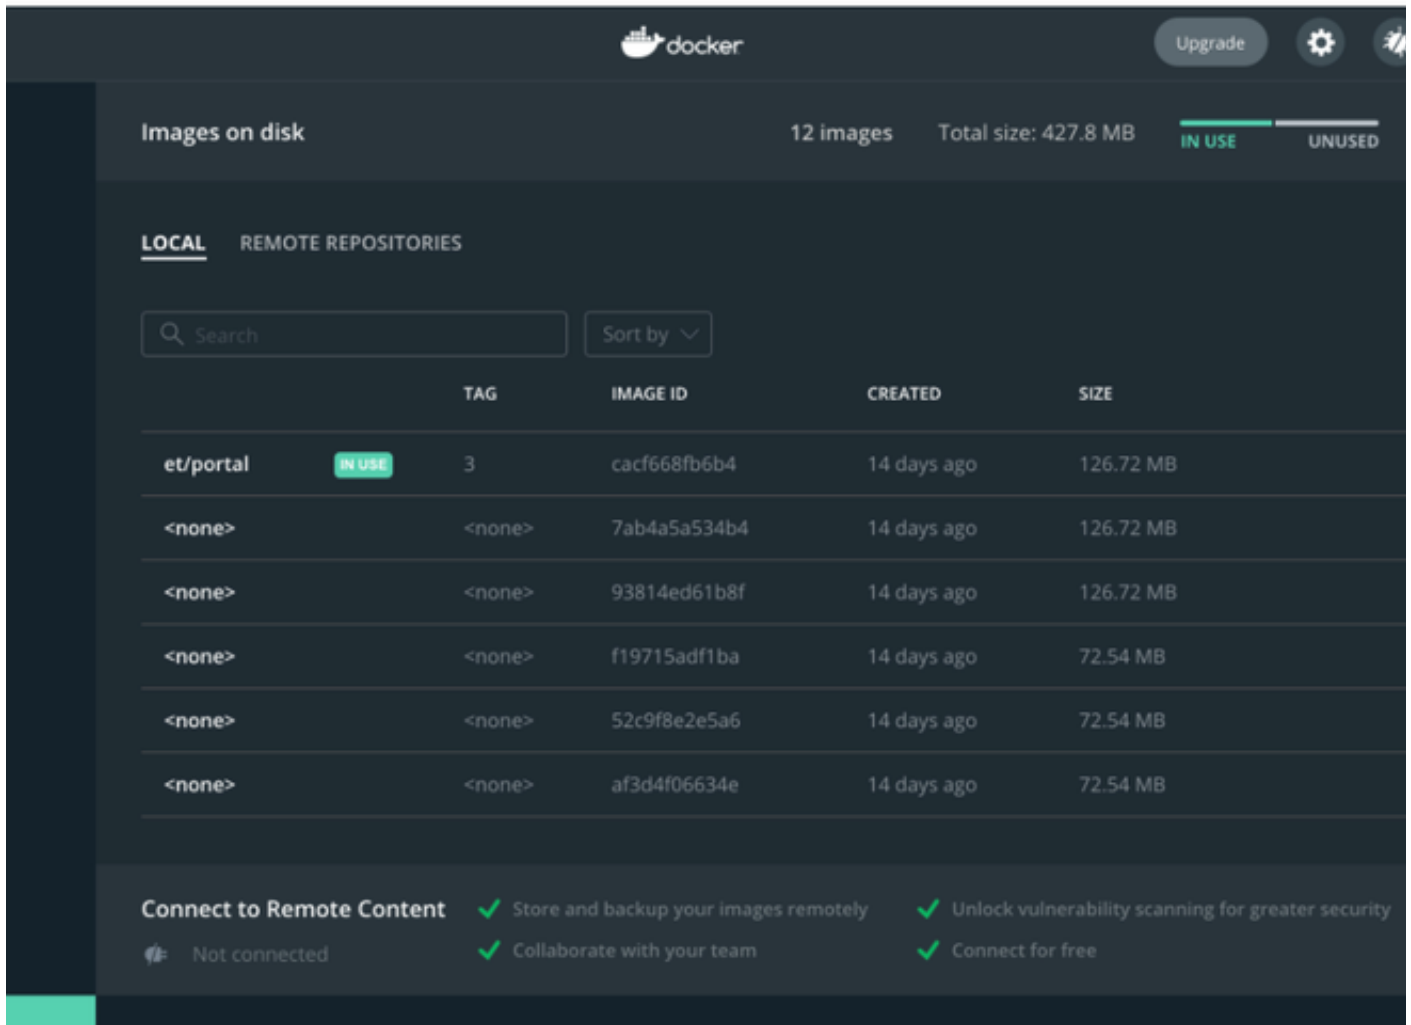 docker
Upgrade
Images on disk
12 images
Total size: 427.8 MB
IN USE
UNUSED
LOCAL
REMOTE REPOSITORIES
Search
Sort by
TAG IMAGE ID CREATED SIZE
et/portal IN USE 3 cacf668fb6b4 14 days ago 126.72 MB
<none> <none> 7ab4a5a534b4 14 days ago 126.72 MB
<none> <none> 93814ed61b8f 14 days ago 126.72 MB
<none> <none> f19715adf1ba 14 days ago 72.54 MB
<none> <none> 52c9f8e2e5a6 14 days ago 72.54 MB
<none> <none> af3d4f06634e 14 days ago 72.54 MB
Connect to Remote Content
Not connected
Store and backup your images remotely
Collaborate with your team
Unlock vulnerability scanning for greater security
Connect for free